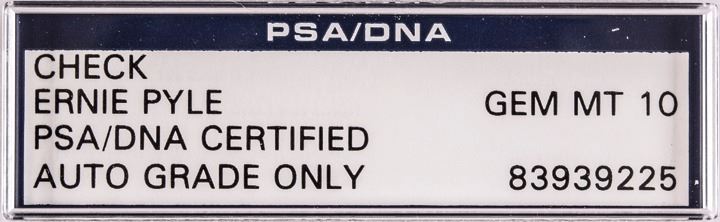 PSA/DNA
CHECK
ERNIE PYLE GEM MT 10
PSA/DNA CERTIFIED
AUTO GRADE ONLY 83939225